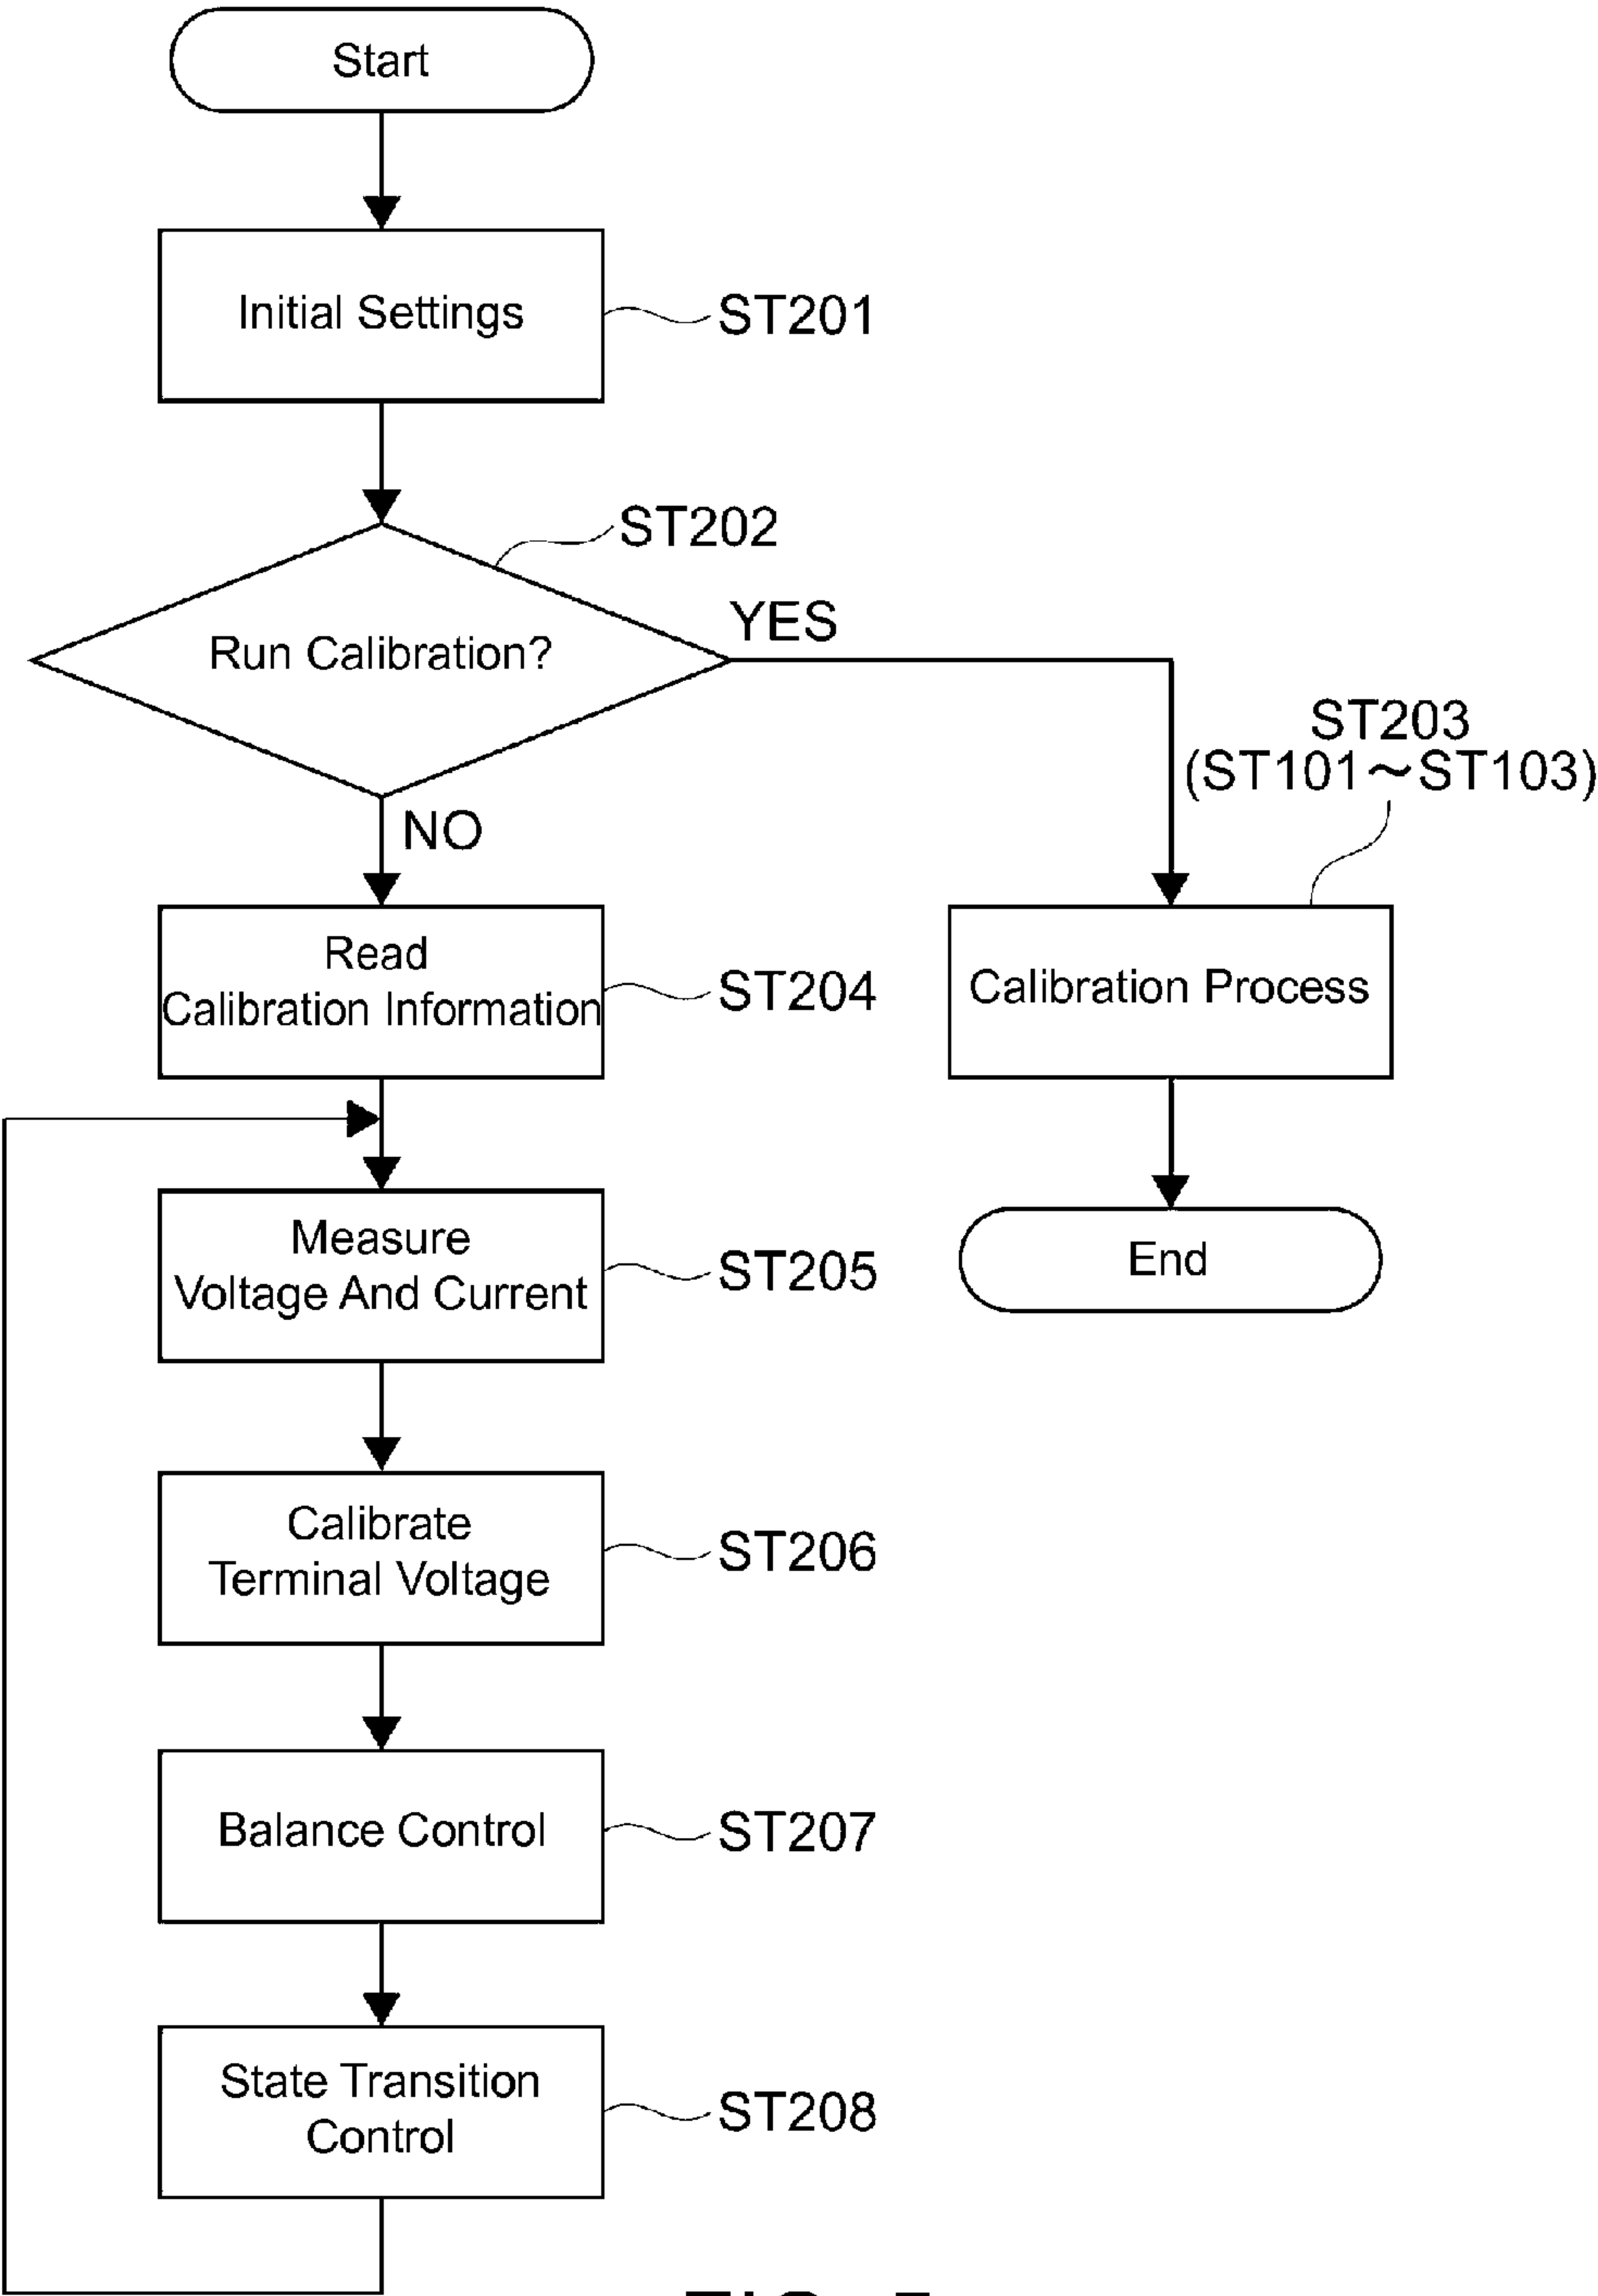 Start
Initial Settings
ST201
ST202
Run Calibration?
YES
NO
ST203
(ST101～ST103)
Read
Calibration Information
ST204
Calibration Process
Measure
Voltage And Current
ST205
End
Calibrate
Terminal Voltage
ST206
Balance Control
ST207
State Transition
Control
ST208